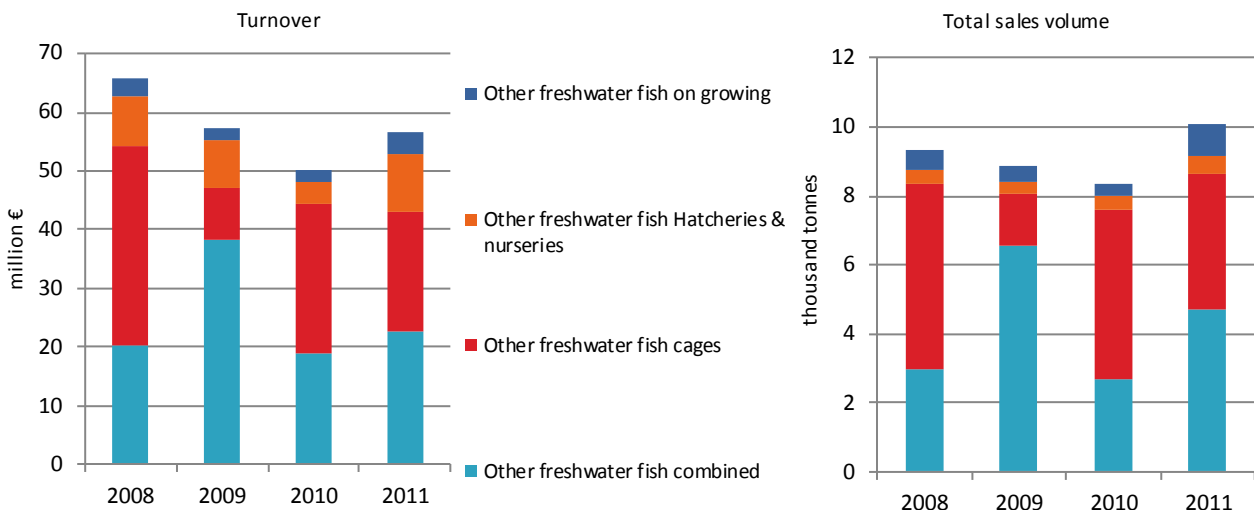 Turnover
million €
70
60
50
40
30
20
10
0
2008 2009 2010 2011
Other freshwater fish on growing
Other freshwater fish Hatcheries &
nurseries
Other freshwater fish cages
Other freshwater fish combined
Total sales volume
thousand tonnes
12
10
8
6
4
2
0
2008 2009 2010 2011